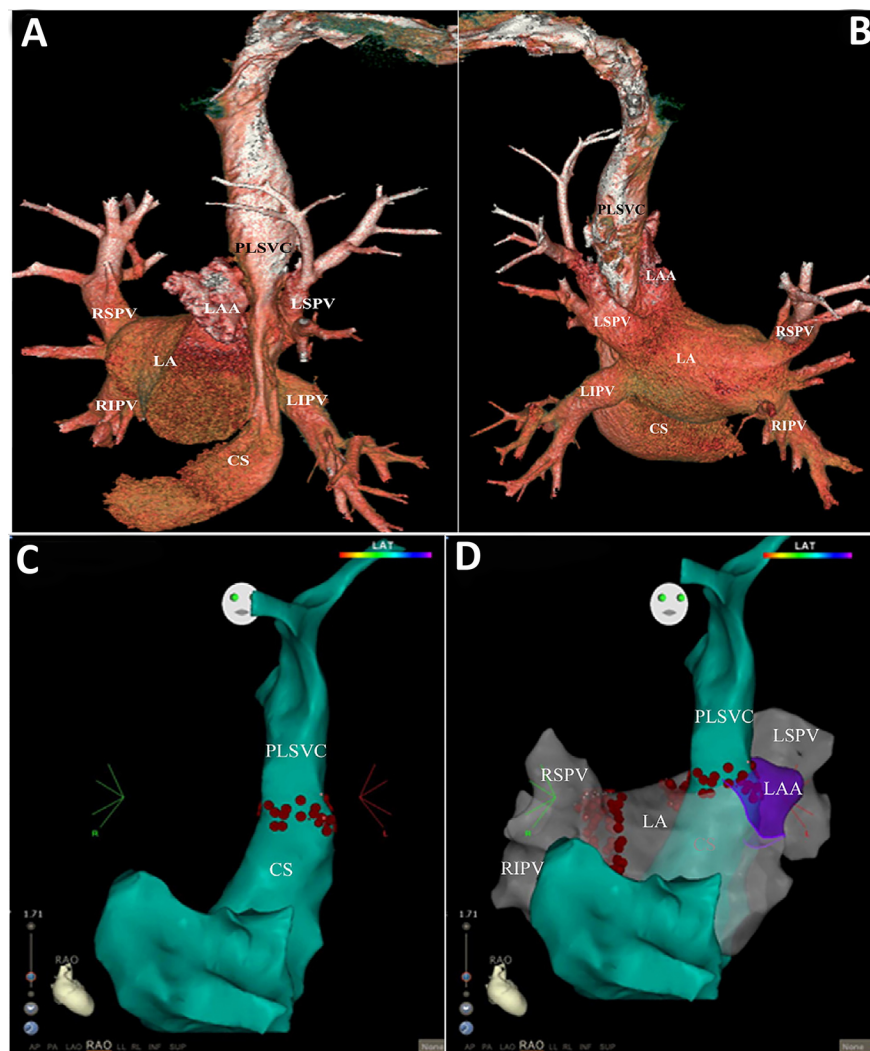 A
B
PLSVC
LAA
LSPV
RSPV
LA
RIPV
LIPV
CS
PLSVC
LAA
LSPV
RSPV
LA
LIPV
RIPV
CS
C
LAT
PLSVC
CS
R
L
1.71
RAO
AP PA LAO RAO LL RL INF SUP
None
D
LAT
PLSVC
LSPV
RSPV
LAA
LA
RIPV
R
1.71
RAO
AP PA LAO RAO LL RL INF SUP
None